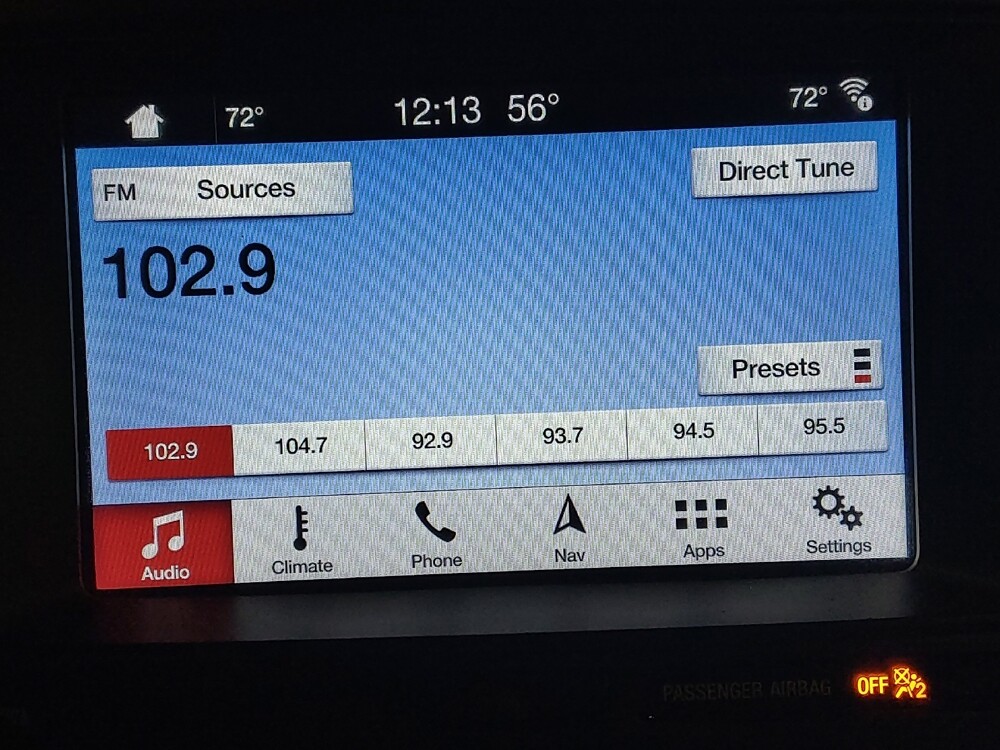 72° 12:13 56° 72°
FM Sources Direct Tune
102.9
Presets
102.9 104.7 92.9 93.7 94.5 95.5
Audio Climate Phone Nav Apps Settings
PASSENGER AIRBAG OFF 2